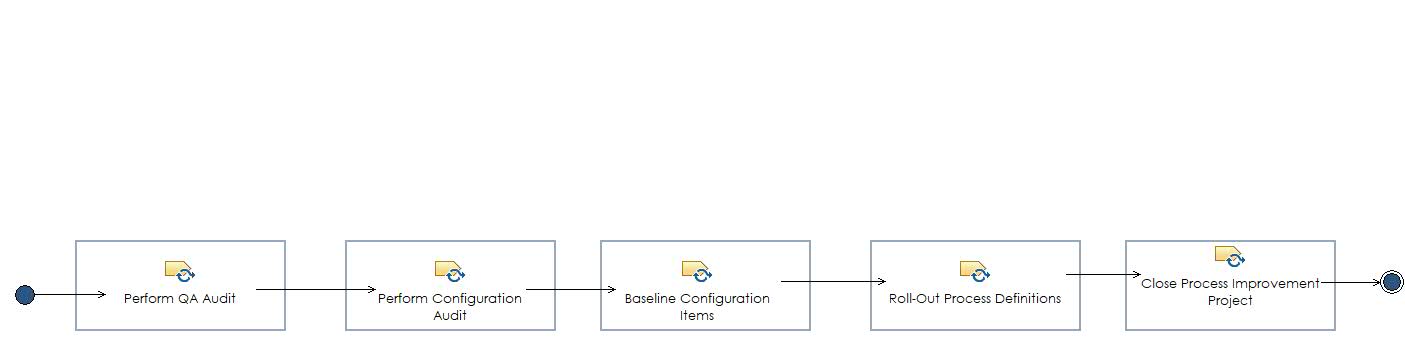 Perform QA Audit
Perform Configuration
Audit
Baseline Configuration
Items
Roll-Out Process Definitions
Close Process Improvement
Project